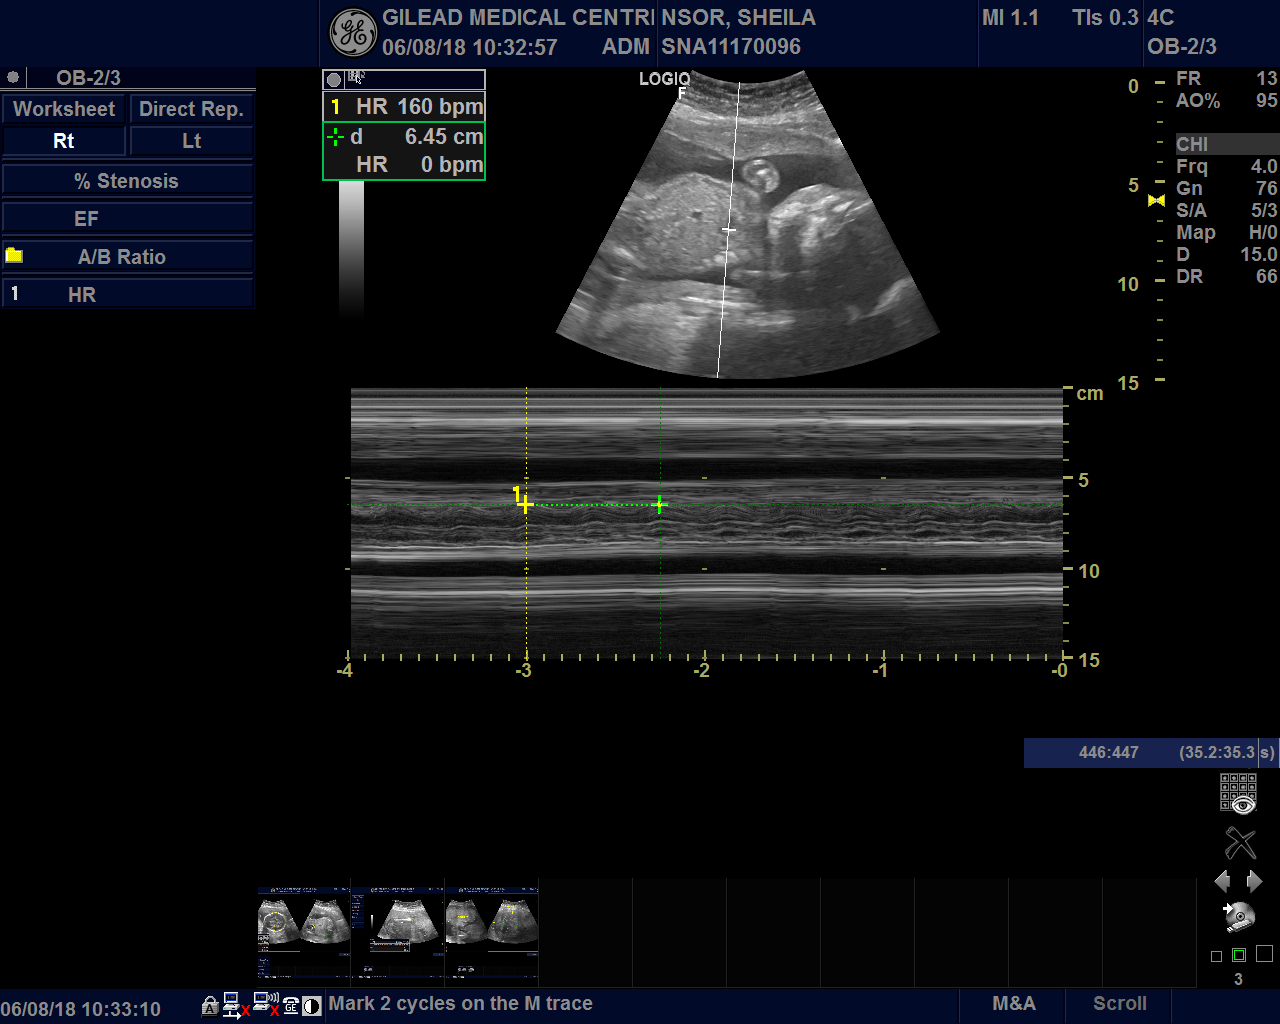 GILEAD MEDICAL CENTRI NSOR, SHEILA MI 1.1 TIs 0.3 4C
06/08/18 10:32:57 ADM SNA11170096 OB-2/3
OB-2/3
Worksheet Direct Rep.
Rt Lt
% Stenosis
EF
A/B Ratio
1 HR
1 HR 160 bpm
d 6.45 cm
HR 0 bpm
LOGIQ
F
0
5
10
15
FR 13
AO% 95
CHI
Frq 4.0
Gn 76
S/A 5/3
Map H/0
D 15.0
DR 66
cm
5
10
15
1
-4 -3 -2 -1 -0
446:447 (35.2:35.3 s)
3
06/08/18 10:33:10 Mark 2 cycles on the M trace M&A Scroll